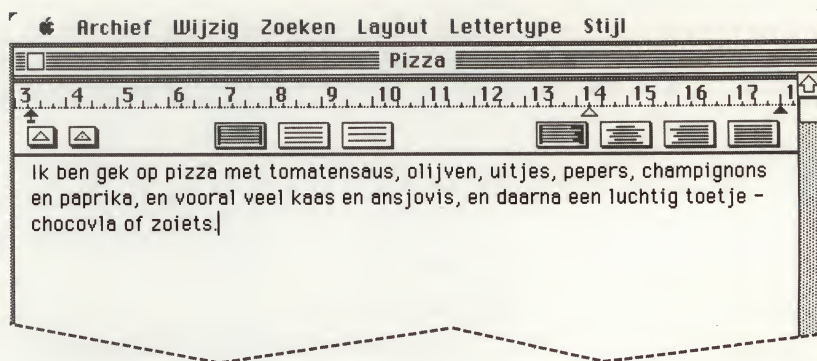 Archief Wijzig Zoeken Layout Lettertype Stijl
Pizza
3 4 5 6 7 8 9 10 11 12 13 14 15 16 17 1
Ik ben gek op pizza met tomatensaus, olijven, uitjes, pepers, champignons
en paprika, en vooral veel kaas en ansjovis, en daarna een luchtig toetje –
chocovla of zoiets.